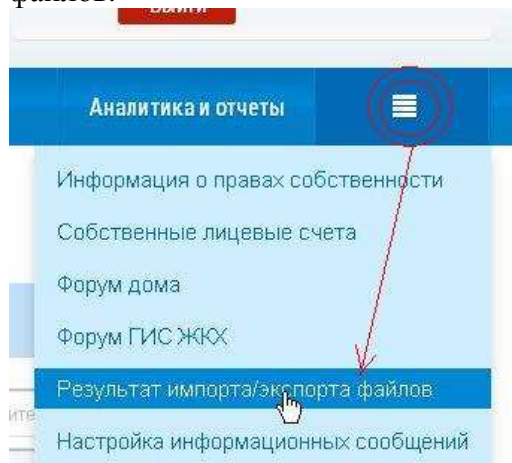 файлов.
Выйти
Аналитика и отчеты
Информация о правах собственности
Собственные лицевые счета
Форум дома
Форум ГИС ЖКХ
Результат импорта/экспорта файлов
Настройка информационных сообщений